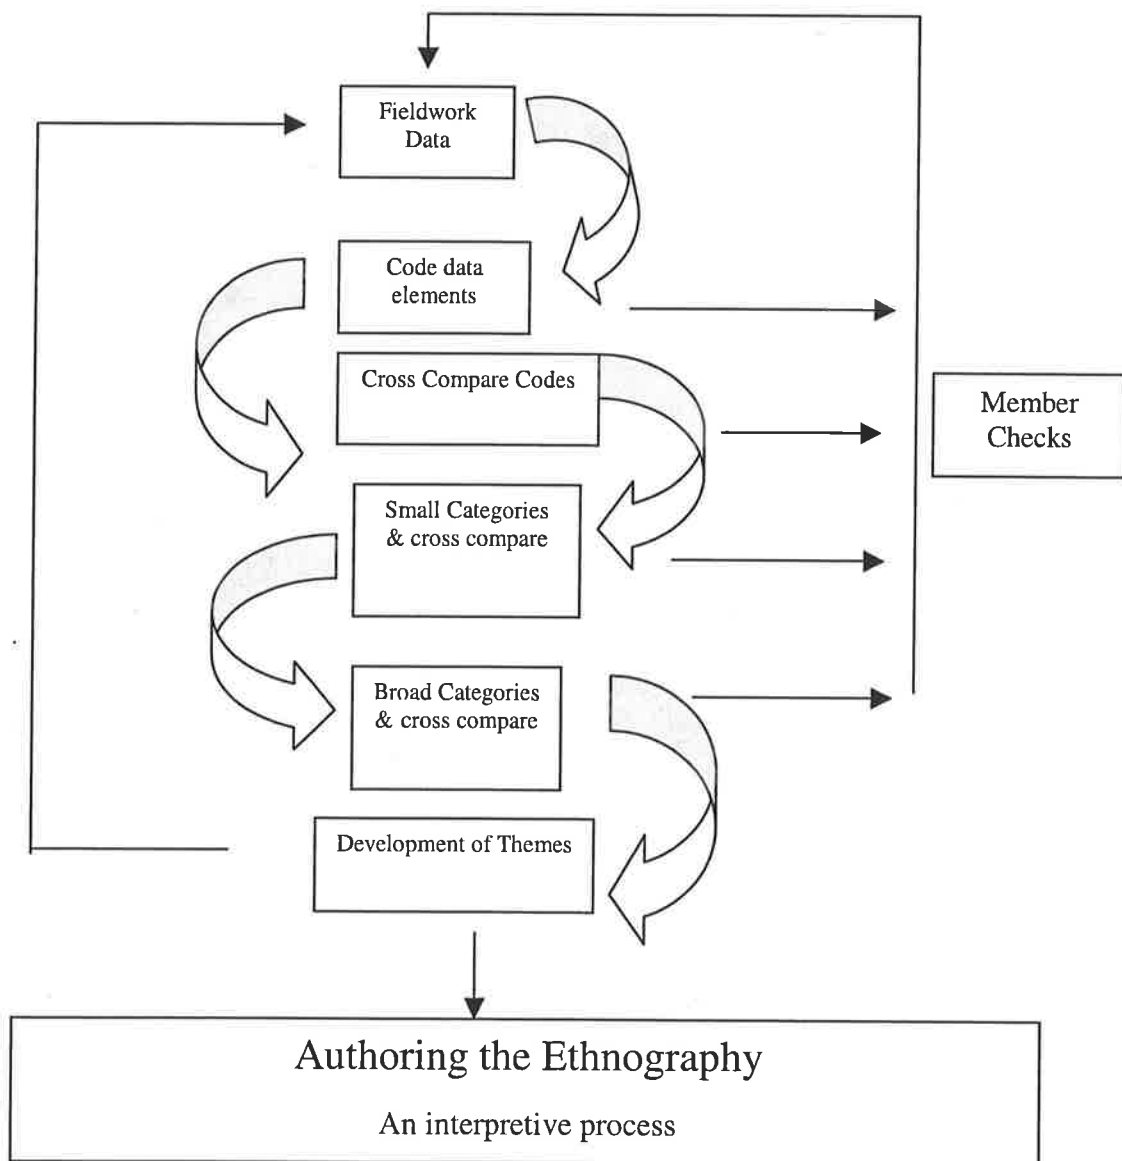 Fieldwork
Data
Code data
elements
Cross Compare Codes
Member
Checks
Small Categories
& cross compare
Broad Categories
& cross compare
Development of Themes
Authoring the Ethnography
An interpretive process